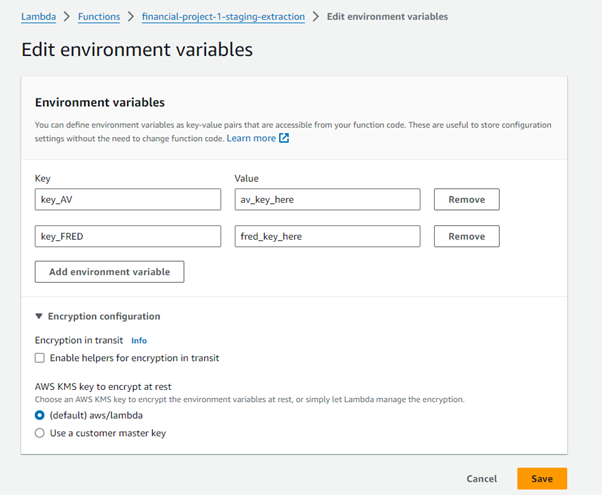 Lambda > Functions > financial-project-1-staging-extraction > Edit environment variables
Edit environment variables
Environment variables
You can define environment variables as key-value pairs that are accessible from your function code. These are useful to store configuration
settings without the need to change function code. Learn more
Key Value
key_AV av_key_here Remove
key_FRED fred_key_here Remove
Add environment variable
Encryption configuration
Encryption in transit Info
Enable helpers for encryption in transit
AWS KMS key to encrypt at rest
Choose an AWS KMS key to encrypt the environment variables at rest, or simply let Lambda manage the encryption.
(default) aws/lambda
Use a customer master key
Cancel Save